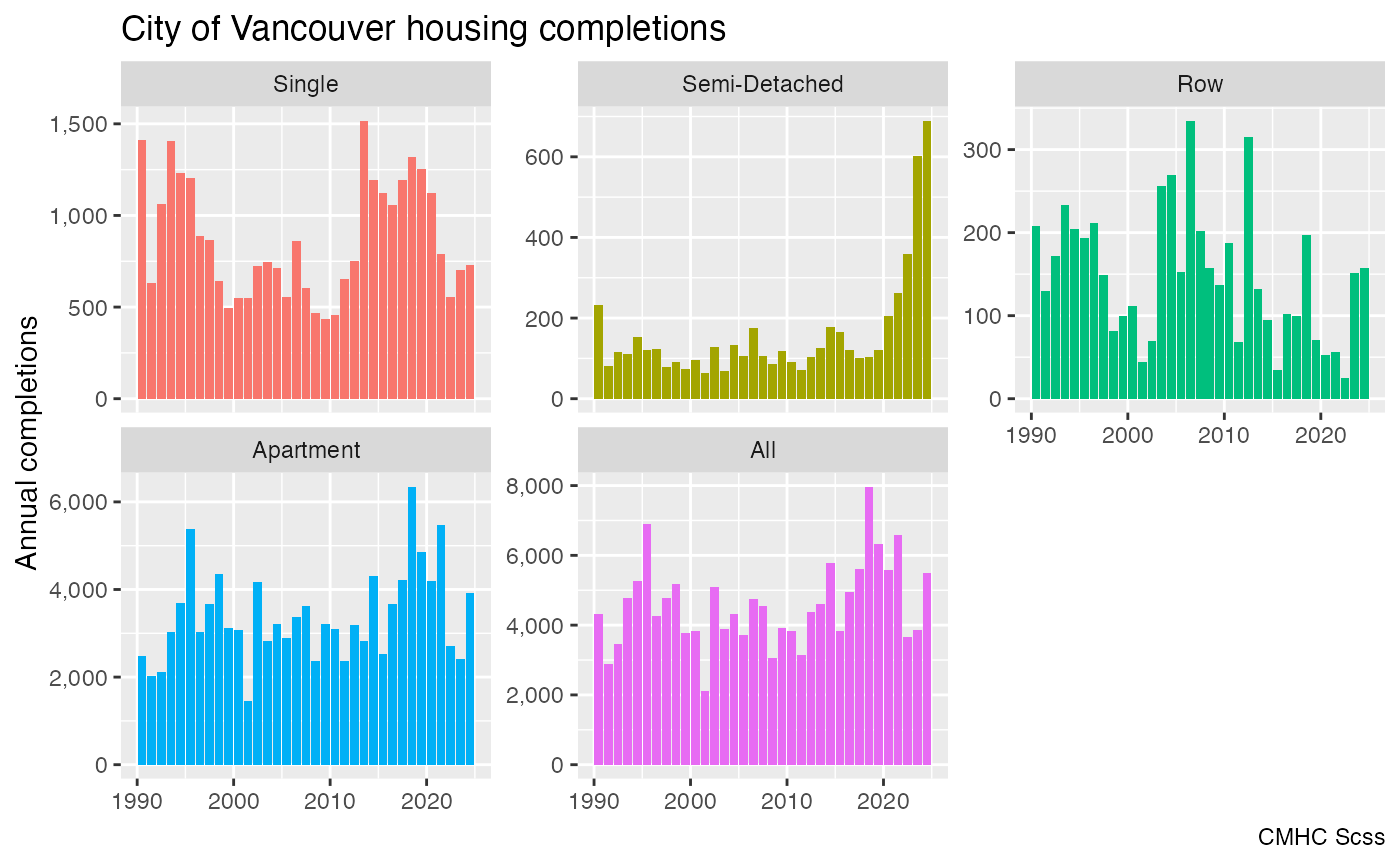 City of Vancouver housing completions
Single
Semi-Detached
Row
1,500
1,000
500
0
600
400
200
0
300
200
100
0
1990 2000 2010 2020
Annual completions
Apartment
All
6,000
4,000
2,000
0
8,000
6,000
4,000
2,000
0
1990 2000 2010 2020
1990 2000 2010 2020
CMHC Scss